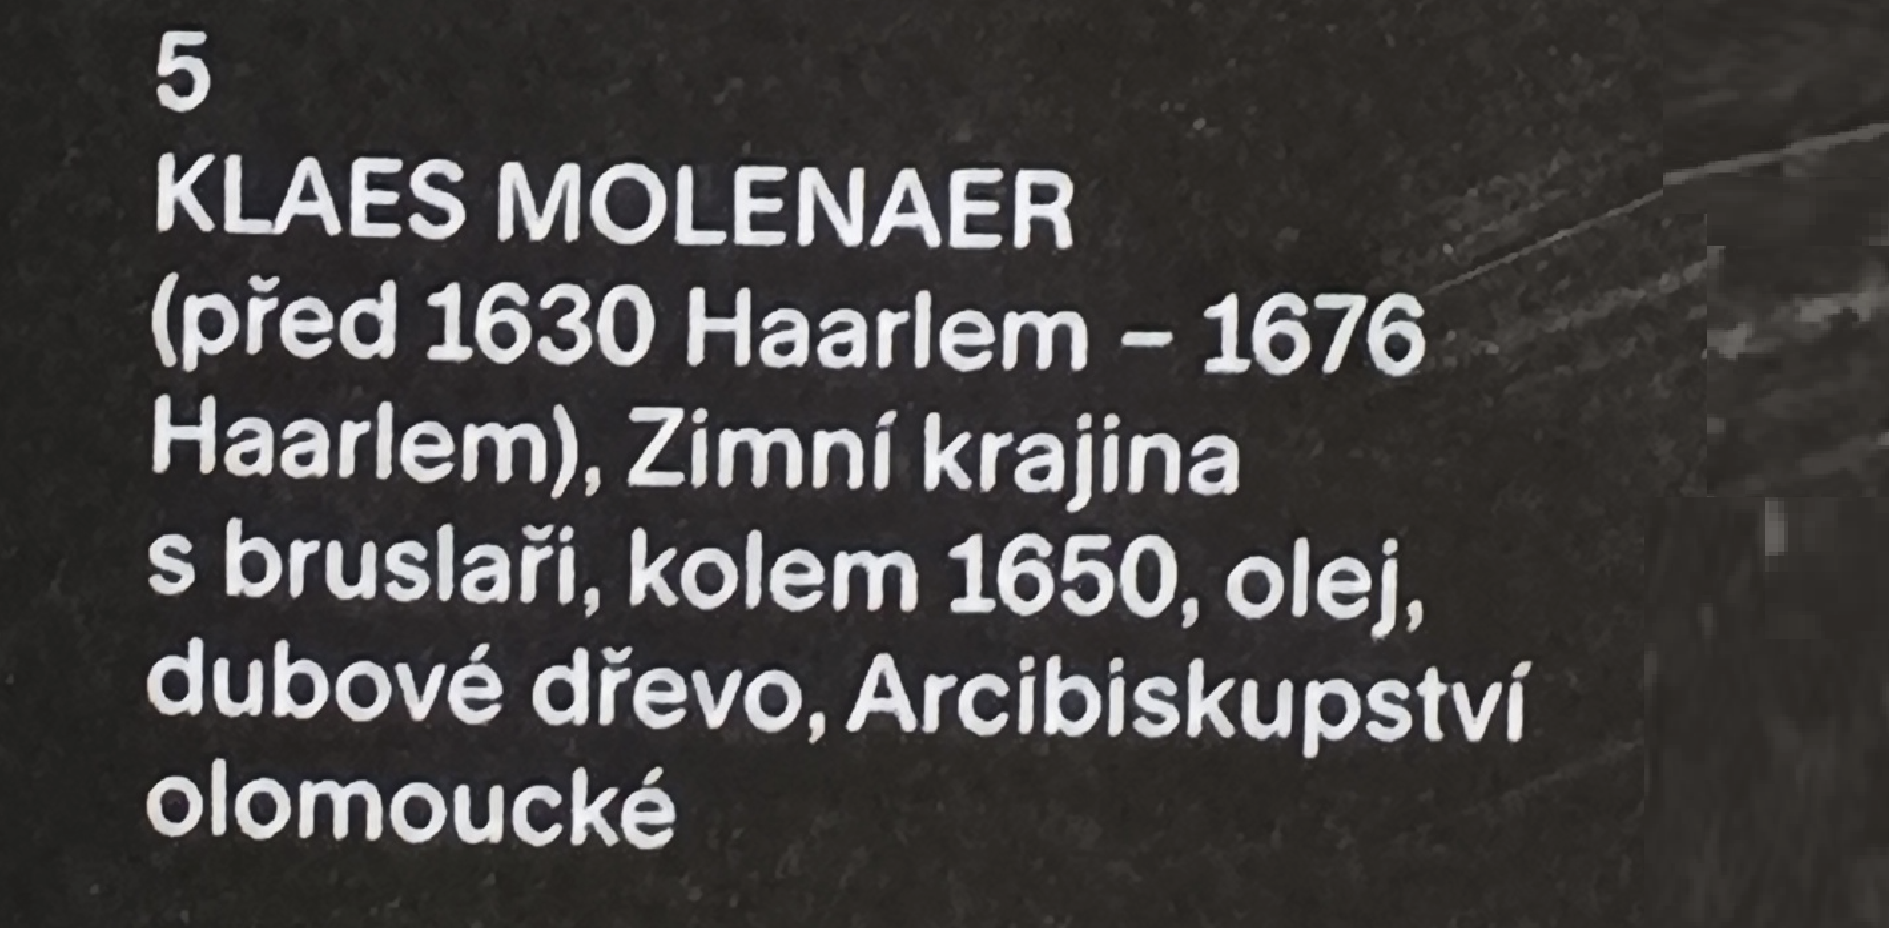 5
KLAES MOLENAER
(před 1630 Haarlem – 1676
Haarlem), Zimní krajina
s bruslaři, kolem 1650, olej,
dubové dřevo, Arcibiskupství
olomoucké